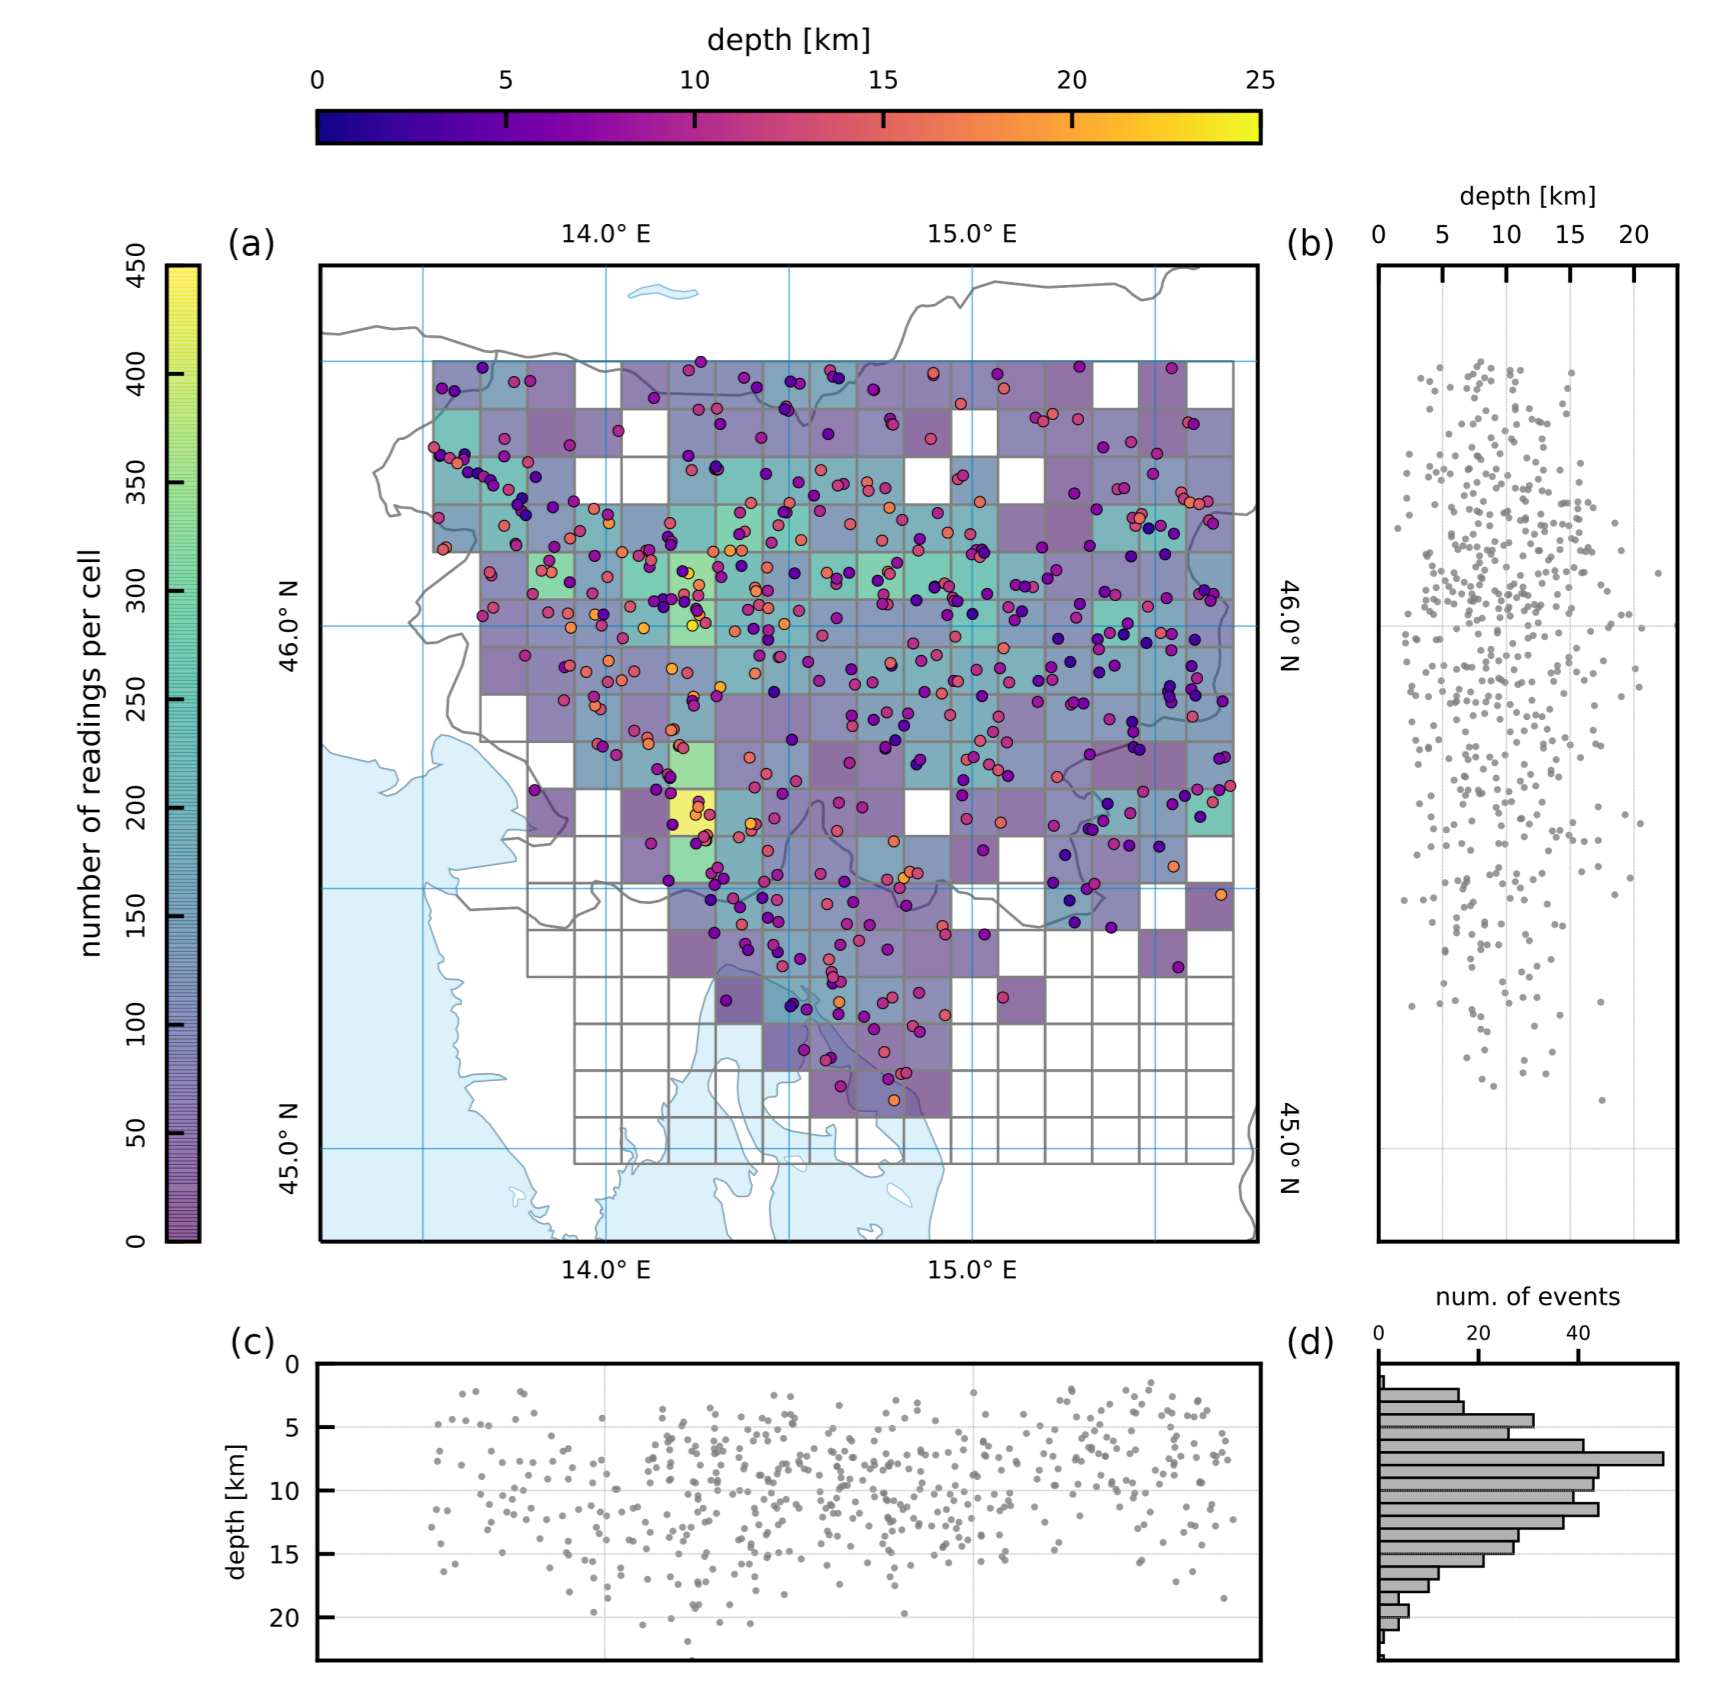 depth [km]
0 5 10 15 20 25
depth [km]
(a) 14.0° E 15.0° E (b) 0 5 10 15 20
number of readings per cell
450
400
350
300
250
200
150
100
50
0
46.0° N
46.0° N
45.0° N
45.0° N
14.0° E 15.0° E
num. of events
(c) (d) 0 20 40
depth [km]
0
5
10
15
20